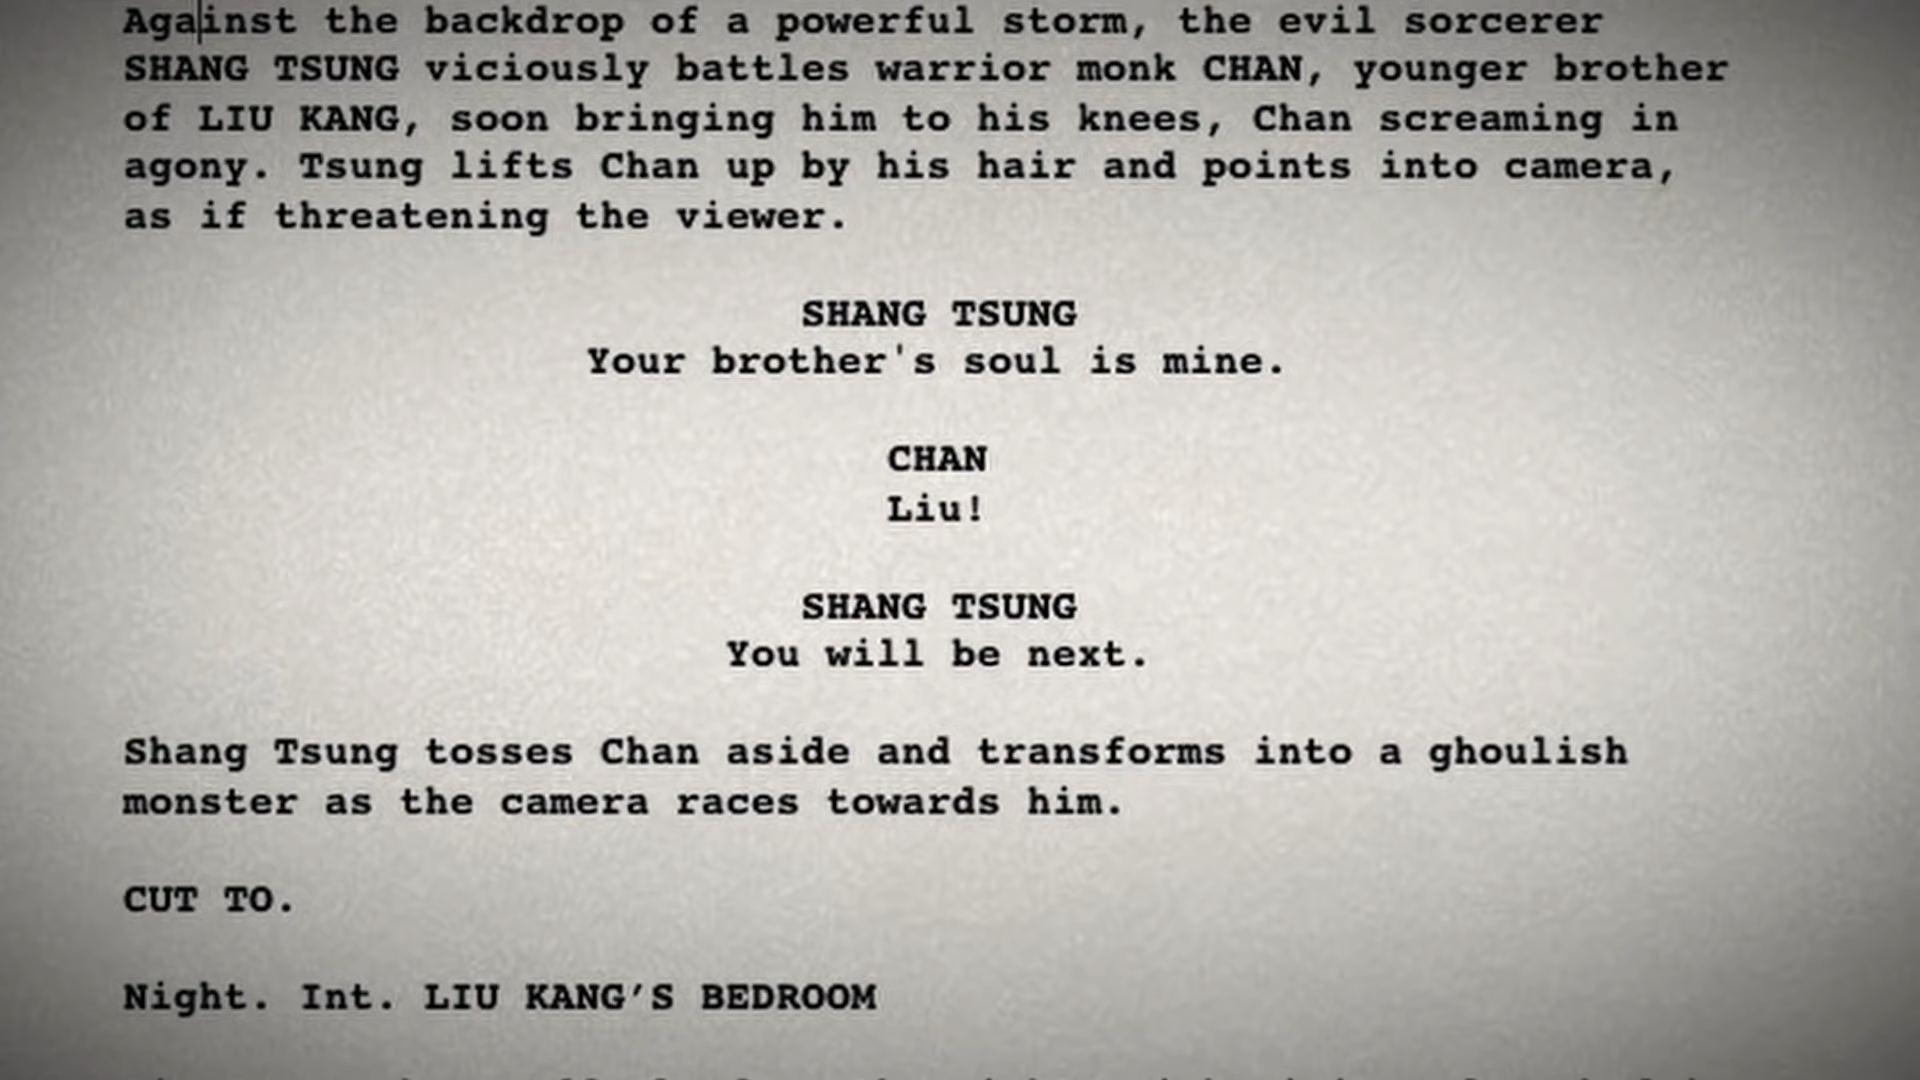 Against the backdrop of a powerful storm, the evil sorcerer
SHANG TSUNG viciously battles warrior monk CHAN, younger brother
of LIU KANG, soon bringing him to his knees, Chan screaming in
agony. Tsung lifts Chan up by his hair and points into camera,
as if threatening the viewer.
SHANG TSUNG
Your brother's soul is mine.
CHAN
Liu!
SHANG TSUNG
You will be next.
Shang Tsung tosses Chan aside and transforms into a ghoulish
monster as the camera races towards him.
CUT TO.
Night. Int. LIU KANG’S BEDROOM